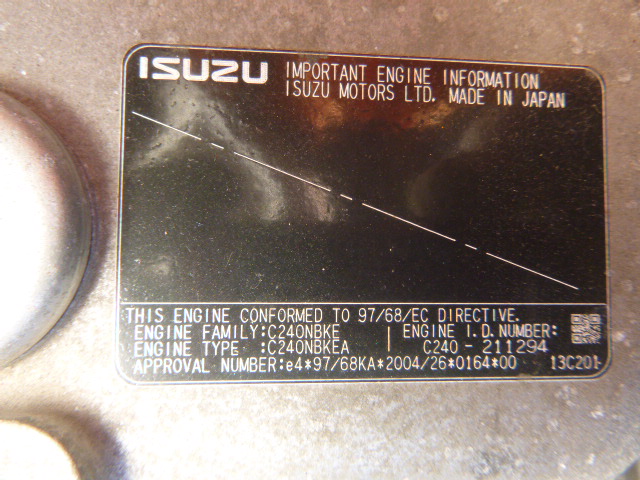 ISUZU IMPORTANT ENGINE INFORMATION
ISUZU MOTORS LTD. MADE IN JAPAN
THIS ENGINE CONFORMED TO 97/68/EC DIRECTIVE.
ENGINE FAMILY:C240NBKE ENGINE I.D.NUMBER:
ENGINE TYPE :C240NBKEA C240-211294
APPROVAL NUMBER:e4*97/68KA*2004/26*0164*00 13C201